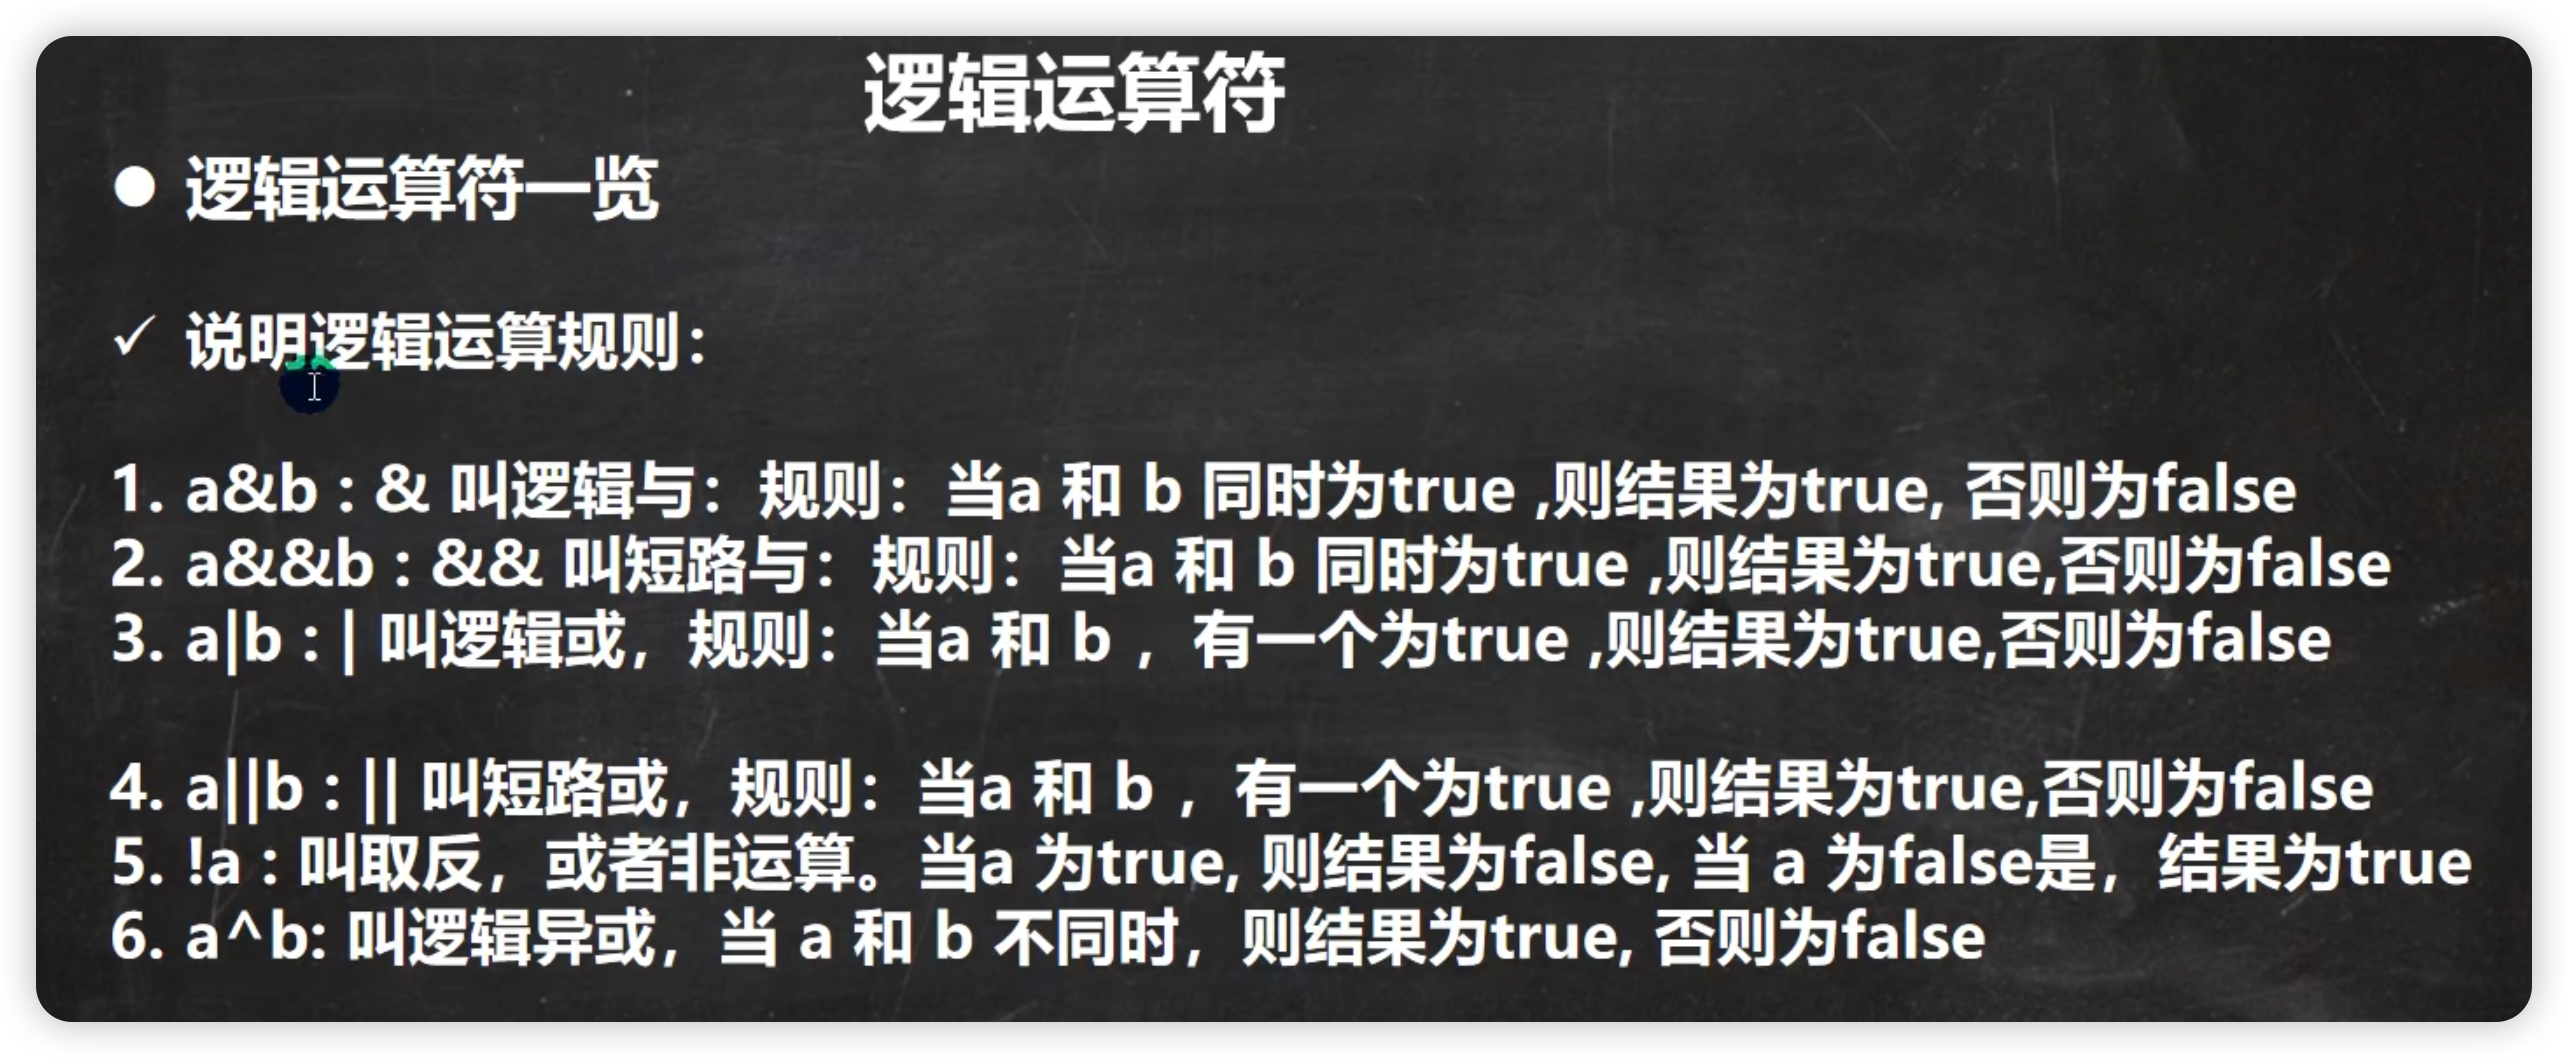 逻辑运算符
● 逻辑运算符一览
✓ 说明逻辑运算规则：
1. a&b : & 叫逻辑与：规则：当a 和 b 同时为true ,则结果为true, 否则为false
2. a&&b : && 叫短路与：规则：当a 和 b 同时为true ,则结果为true,否则为false
3. a|b : | 叫逻辑或，规则：当a 和 b ，有一个为true ,则结果为true,否则为false
4. a||b : || 叫短路或，规则：当a 和 b ，有一个为true ,则结果为true,否则为false
5. !a : 叫取反，或者非运算。当a 为true, 则结果为false, 当 a 为false是，结果为true
6. a^b: 叫逻辑异或，当 a 和 b 不同时，则结果为true, 否则为false